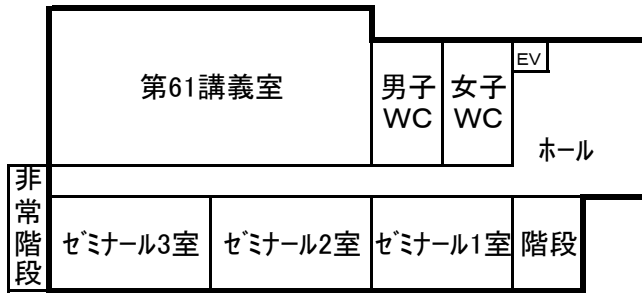 第61講義室
男子
WC
女子
WC
EV
ホール
非常階段
ｾﾞﾐﾅｰﾙ3室
ｾﾞﾐﾅｰﾙ2室
ｾﾞﾐﾅｰﾙ1室
階段